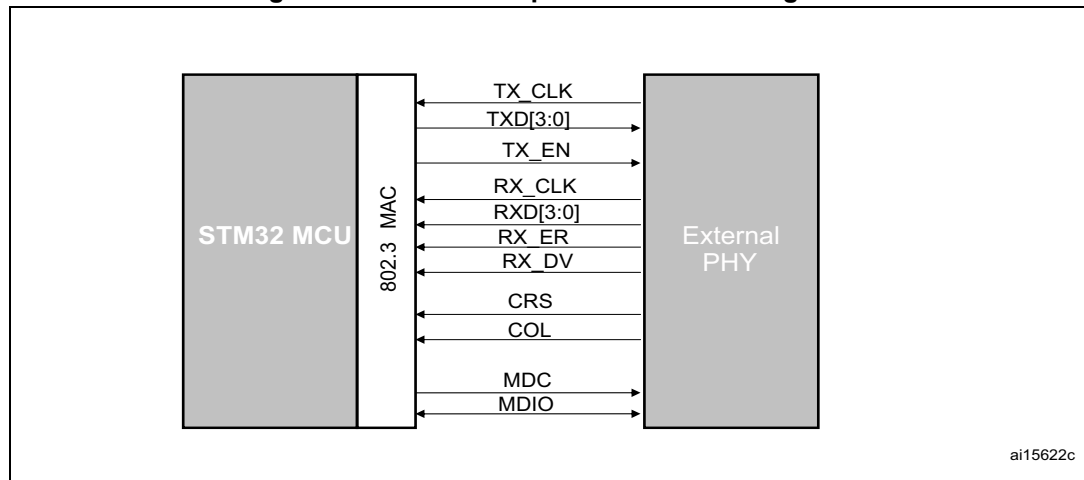 TX_CLK
TXD[3:0]
TX_EN
RX_CLK
RXD[3:0]
RX_ER
RX_DV
CRS
COL
MDC
MDIO
STM32 MCU
802.3 MAC
External
PHY
ai15622c